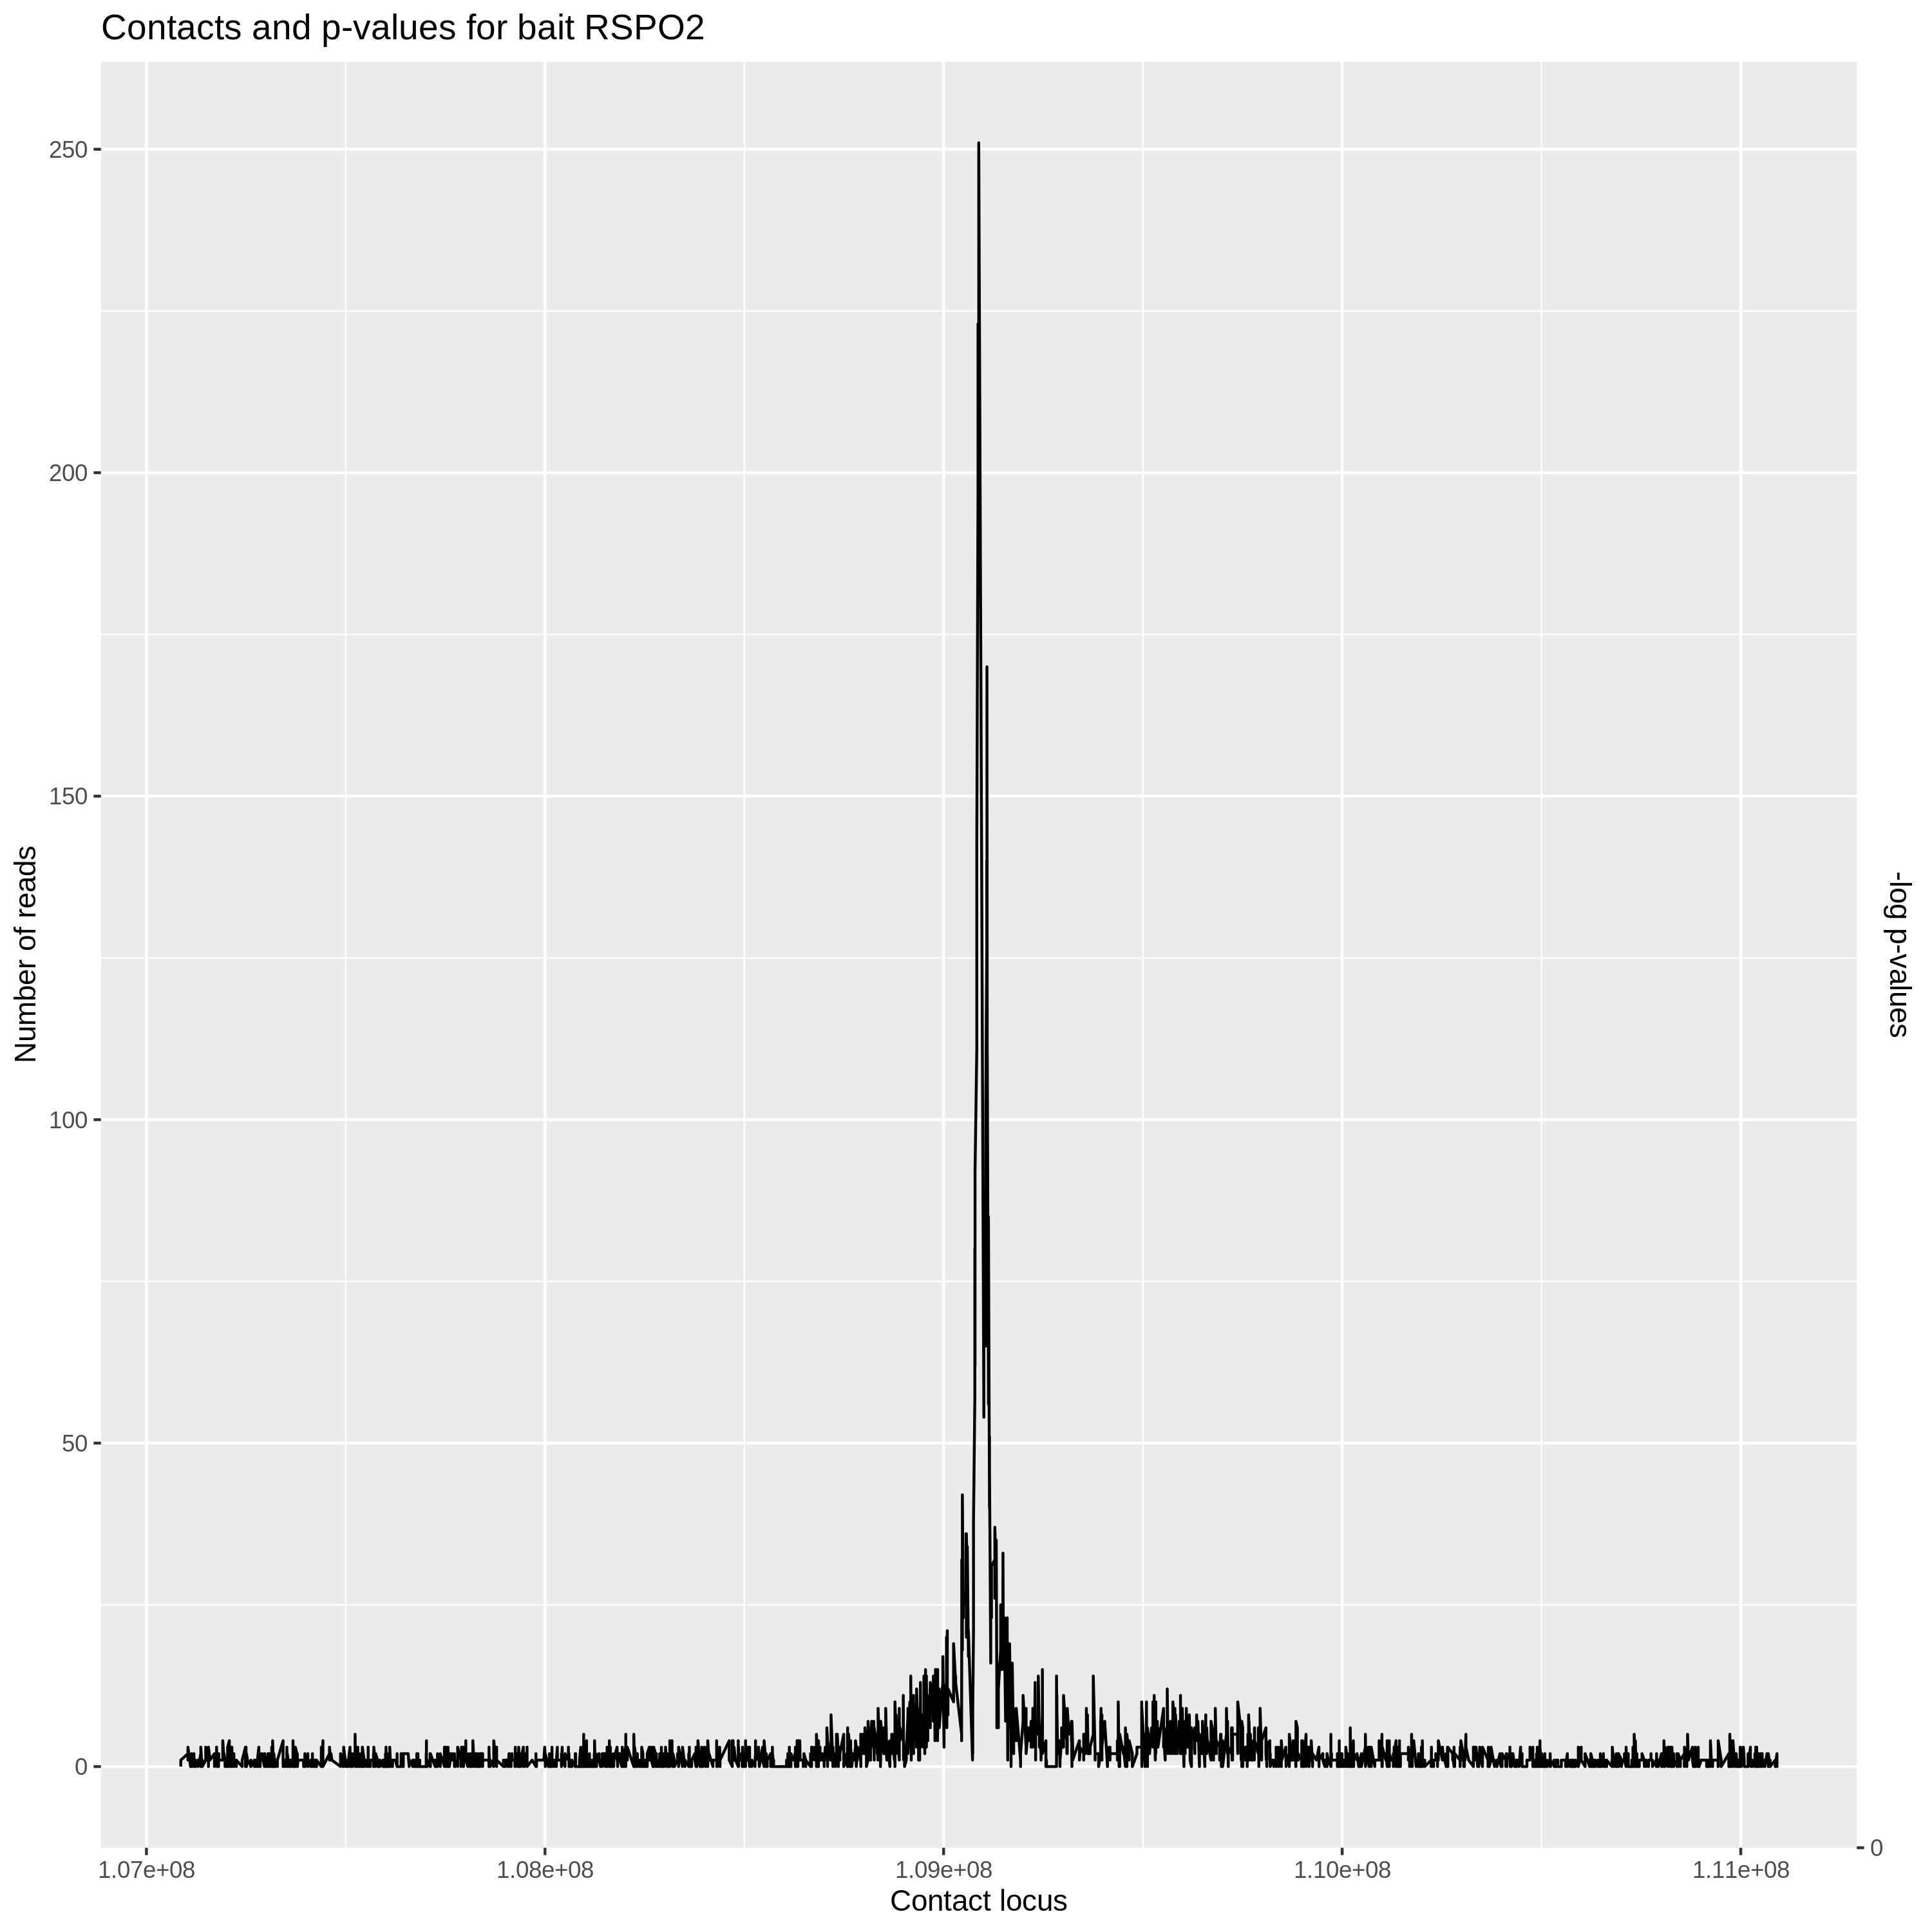 Contacts and p-values for bait RSPO2
250
200
150
100
50
0
Number of reads
-log p-values
0
1.07e+08 1.08e+08 1.09e+08 1.10e+08 1.11e+08
Contact locus